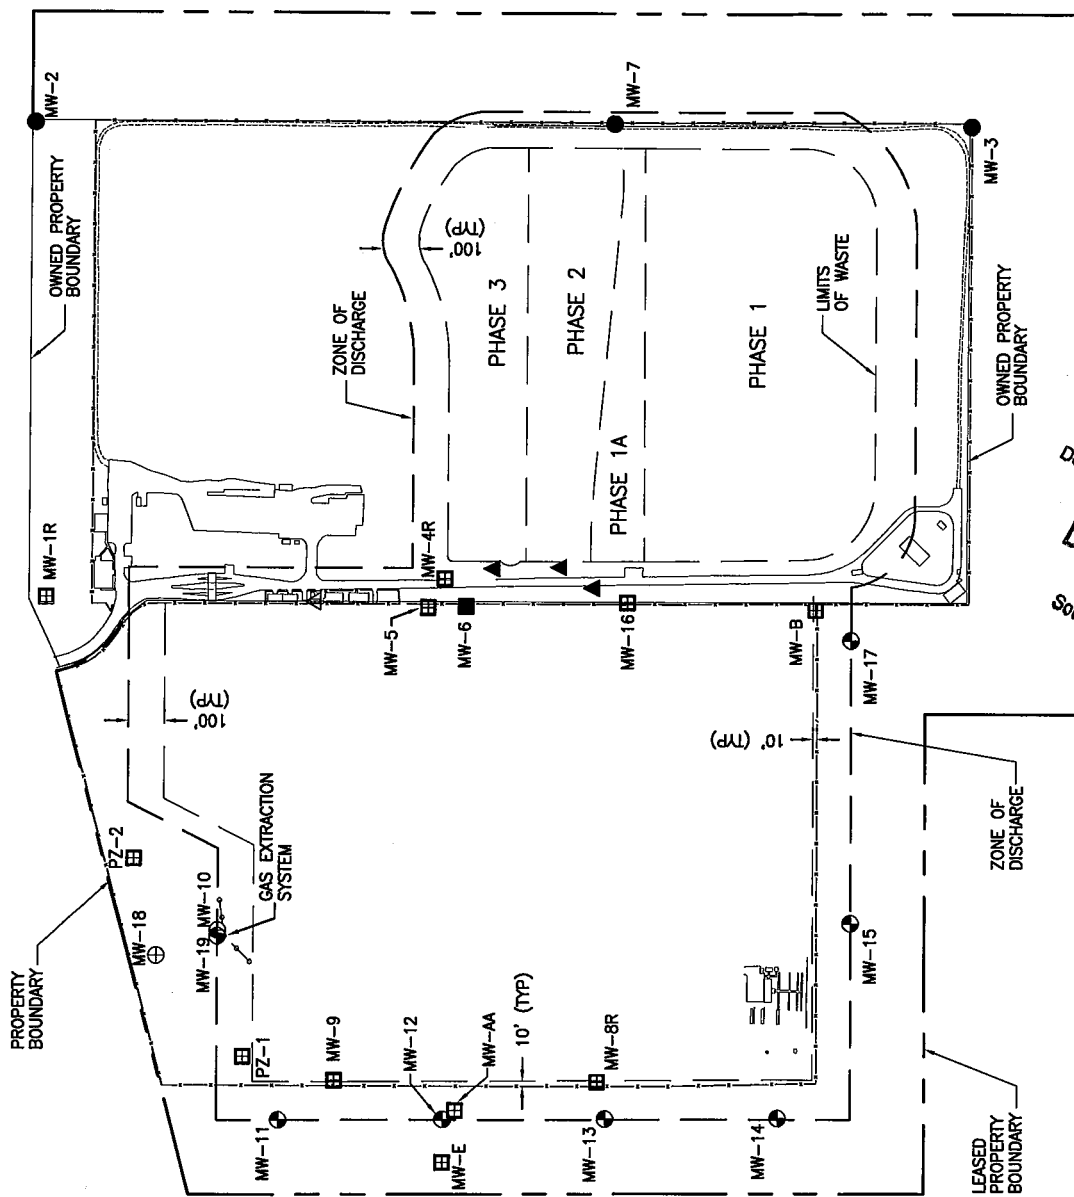 MW-2
OWNED PROPERTY
BOUNDARY
MW-7
MW-3
100'
(TYP)
ZONE OF
DISCHARGE
PHASE 3
PHASE 2
PHASE 1
PHASE 1A
LIMITS
OF WASTE
OWNED PROPERTY
BOUNDARY
MW-1R
MW-4R
MW-5
MW-6
MW-16
MW-B
MW-17
100'
(TYP)
10' (TYP)
ZONE OF
DISCHARGE
GAS EXTRACTION
SYSTEM
PZ-2
MW-18
MW-10
MW-19
MW-15
PROPERTY
BOUNDARY
PZ-1
MW-9
MW-12
MW-AA
10' (TYP)
MW-8R
MW-11
MW-E
MW-13
MW-14
LEASED
PROPERTY
BOUNDARY